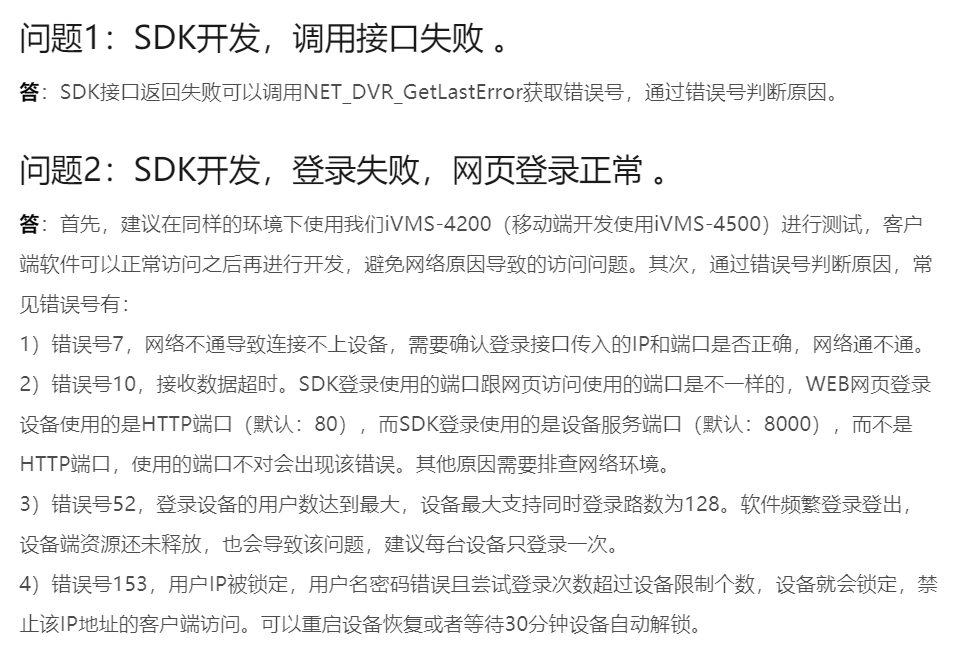 问题1：SDK开发，调用接口失败 。
答：SDK接口返回失败可以调用NET_DVR_GetLastError获取错误号，通过错误号判断原因。
问题2：SDK开发，登录失败，网页登录正常 。
答：首先，建议在同样的环境下使用我们iVMS-4200（移动端开发使用iVMS-4500）进行测试，客户
端软件可以正常访问之后再进行开发，避免网络原因导致的访问问题。其次，通过错误号判断原因，常
见错误号有：
1）错误号7，网络不通导致连接不上设备，需要确认登录接口传入的IP和端口是否正确，网络通不通。
2）错误号10，接收数据超时。SDK登录使用的端口跟网页访问使用的端口是不一样的，WEB网页登录
设备使用的是HTTP端口（默认：80），而SDK登录使用的是设备服务端口（默认：8000），而不是
HTTP端口，使用的端口不对会出现该错误。其他原因需要排查网络环境。
3）错误号52，登录设备的用户数达到最大，设备最大支持同时登录路数为128。软件频繁登录登出，
设备端资源还未释放，也会导致该问题，建议每台设备只登录一次。
4）错误号153，用户IP被锁定，用户名密码错误且尝试登录次数超过设备限制个数，设备就会锁定，禁
止该IP地址的客户端访问。可以重启设备恢复或者等待30分钟设备自动解锁。